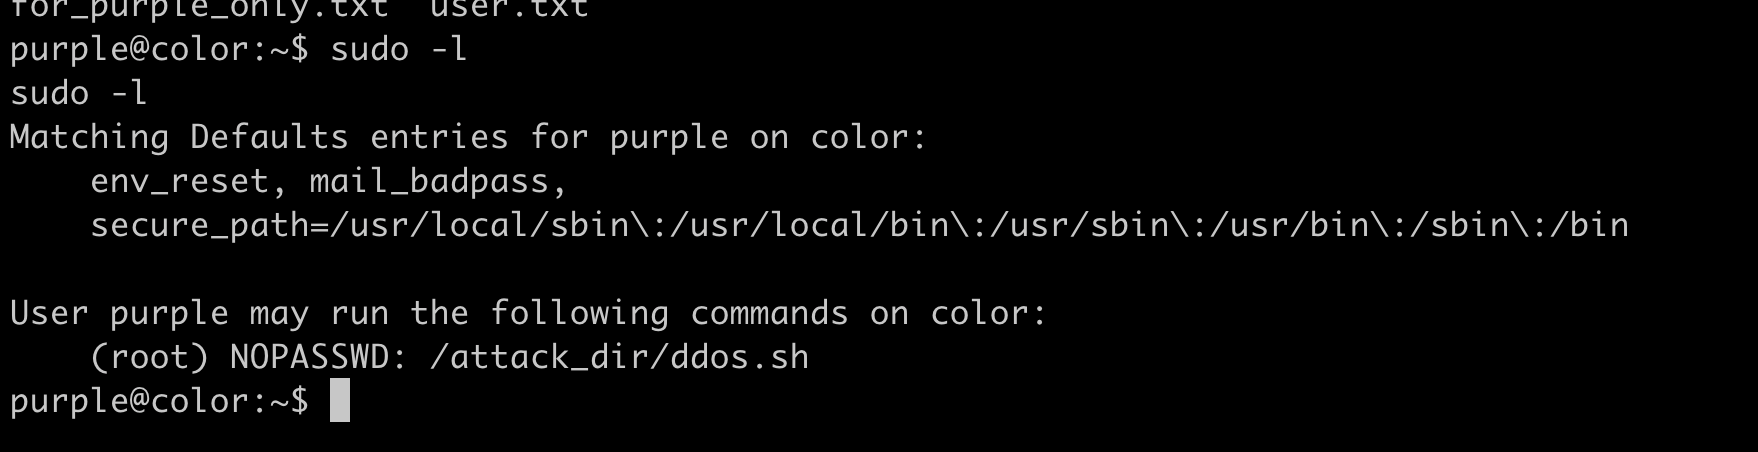 for_purple_only.txt  user.txt
purple@color:~$ sudo -l
sudo -l
Matching Defaults entries for purple on color:
    env_reset, mail_badpass,
    secure_path=/usr/local/sbin\:/usr/local/bin\:/usr/sbin\:/usr/bin\:/sbin\:/bin

User purple may run the following commands on color:
    (root) NOPASSWD: /attack_dir/ddos.sh
purple@color:~$